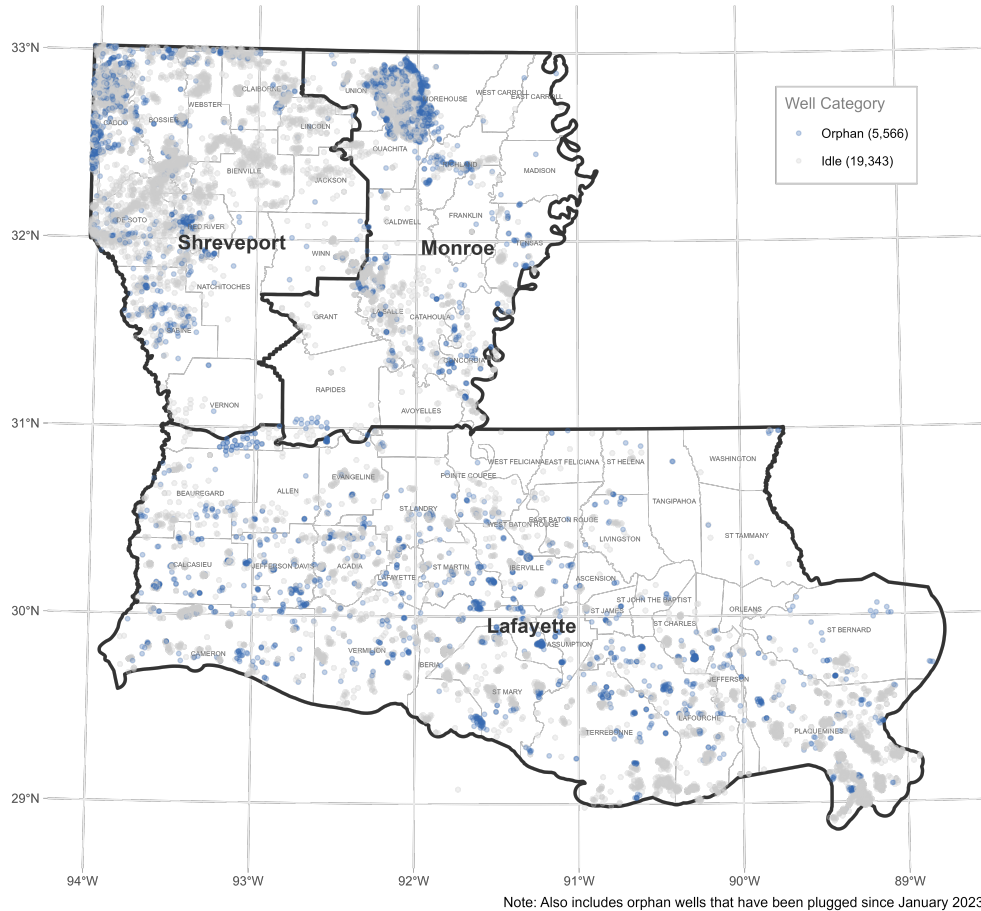 33°N
32°N
31°N
30°N
29°N
94°W
93°W
92°W
91°W
90°W
89°W
Well Category
Orphan (5,566)
Idle (19,343)
CLAIBORNE
UNION
MOREHOUSE
WEST CARROLL
EAST CARROLL
WEBSTER
CADDO
BOSSIER
LINCOLN
OUACHITA
RICHLAND
MADISON
BIENVILLE
JACKSON
DE SOTO
RED RIVER
CALDWELL
FRANKLIN
TENSAS
Shreveport
Monroe
WINN
NATCHITOCHES
GRANT
LA SALLE
CATAHOULA
SABINE
CONCORDIA
VERNON
RAPIDES
AVOYELLES
WEST FELICIANA
EAST FELICIANA
ST HELENA
WASHINGTON
EVANGELINE
POINTE COUPEE
BEAUREGARD
ALLEN
TANGIPAHOA
ST LANDRY
EAST BATON ROUGE
WEST BATON ROUGE
LIVINGSTON
ST TAMMANY
CALCASIEU
JEFFERSON DAVIS
ACADIA
LAFAYETTE
ST MARTIN
IBERVILLE
ASCENSION
ST JOHN THE BAPTIST
ST JAMES
ORLEANS
ST CHARLES
ST BERNARD
Lafayette
ASSUMPTION
CAMERON
VERMILION
IBERIA
JEFFERSON
ST MARY
LAFOURCHE
TERREBONNE
PLAQUEMINES
Note: Also includes orphan wells that have been plugged since January 2023